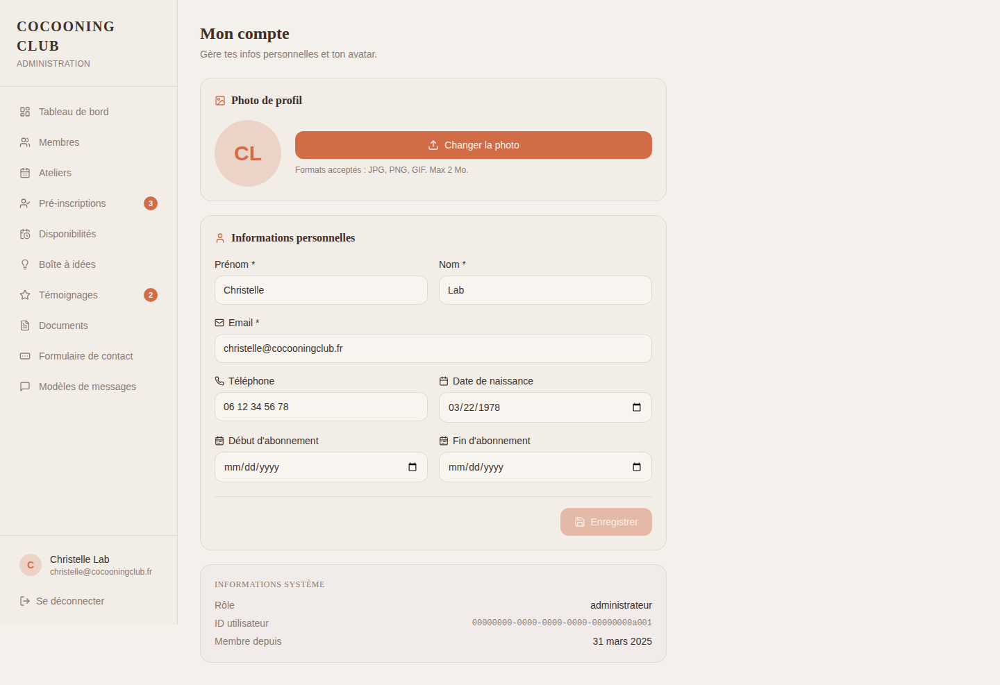 COCOONING
CLUB
ADMINISTRATION
Tableau de bord
Membres
Ateliers
Pré-inscriptions 3
Disponibilités
Boîte à idées
Témoignages 2
Documents
Formulaire de contact
Modèles de messages
C
Christelle Lab
christelle@cocooningclub.fr
Se déconnecter
Mon compte
Gère tes infos personnelles et ton avatar.
Photo de profil
CL
Changer la photo
Formats acceptés : JPG, PNG, GIF. Max 2 Mo.
Informations personnelles
Prénom * Nom *
Christelle Lab
Email *
christelle@cocooningclub.fr
Téléphone Date de naissance
06 12 34 56 78 03/22/1978
Début d'abonnement Fin d'abonnement
mm/dd/yyyy mm/dd/yyyy
Enregistrer
INFORMATIONS SYSTÈME
Rôle administrateur
ID utilisateur 00000000-0000-0000-0000-00000000a001
Membre depuis 31 mars 2025